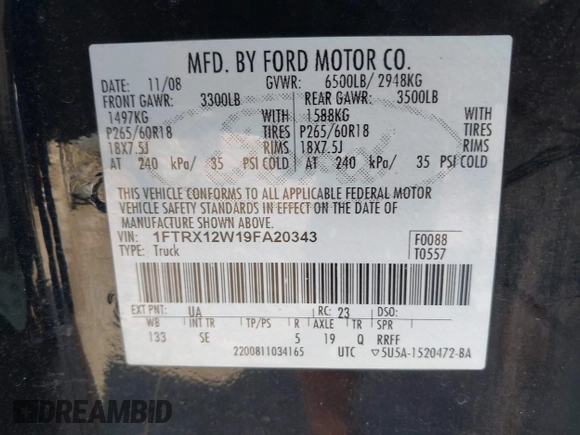 MFD. BY FORD MOTOR CO.
DATE: 11/08 GVWR: 6500LB/ 2948KG
FRONT GAWR: 3300LB REAR GAWR: 3500LB
1497KG WITH 1588KG WITH
P265/60R18 TIRES P265/60R18 TIRES
18X7.5J RIMS 18X7.5J RIMS
AT 240 kPa/ 35 PSI COLD AT 240 kPa/ 35 PSI COLD
THIS VEHICLE CONFORMS TO ALL APPLICABLE FEDERAL MOTOR
VEHICLE SAFETY STANDARDS IN EFFECT ON THE DATE OF
MANUFACTURE SHOWN ABOVE.
VIN: 1FTRX12W19FA20343 F0088
TYPE: Truck T0557
EXT PNT: UA RC: 23 DSO:
WB INT TR TP/PS R AXLE TR SPR
133 SE 5 19 Q RRFF
2200811034165 UTC ▽5U5A-1520472-BA
DREAMBID